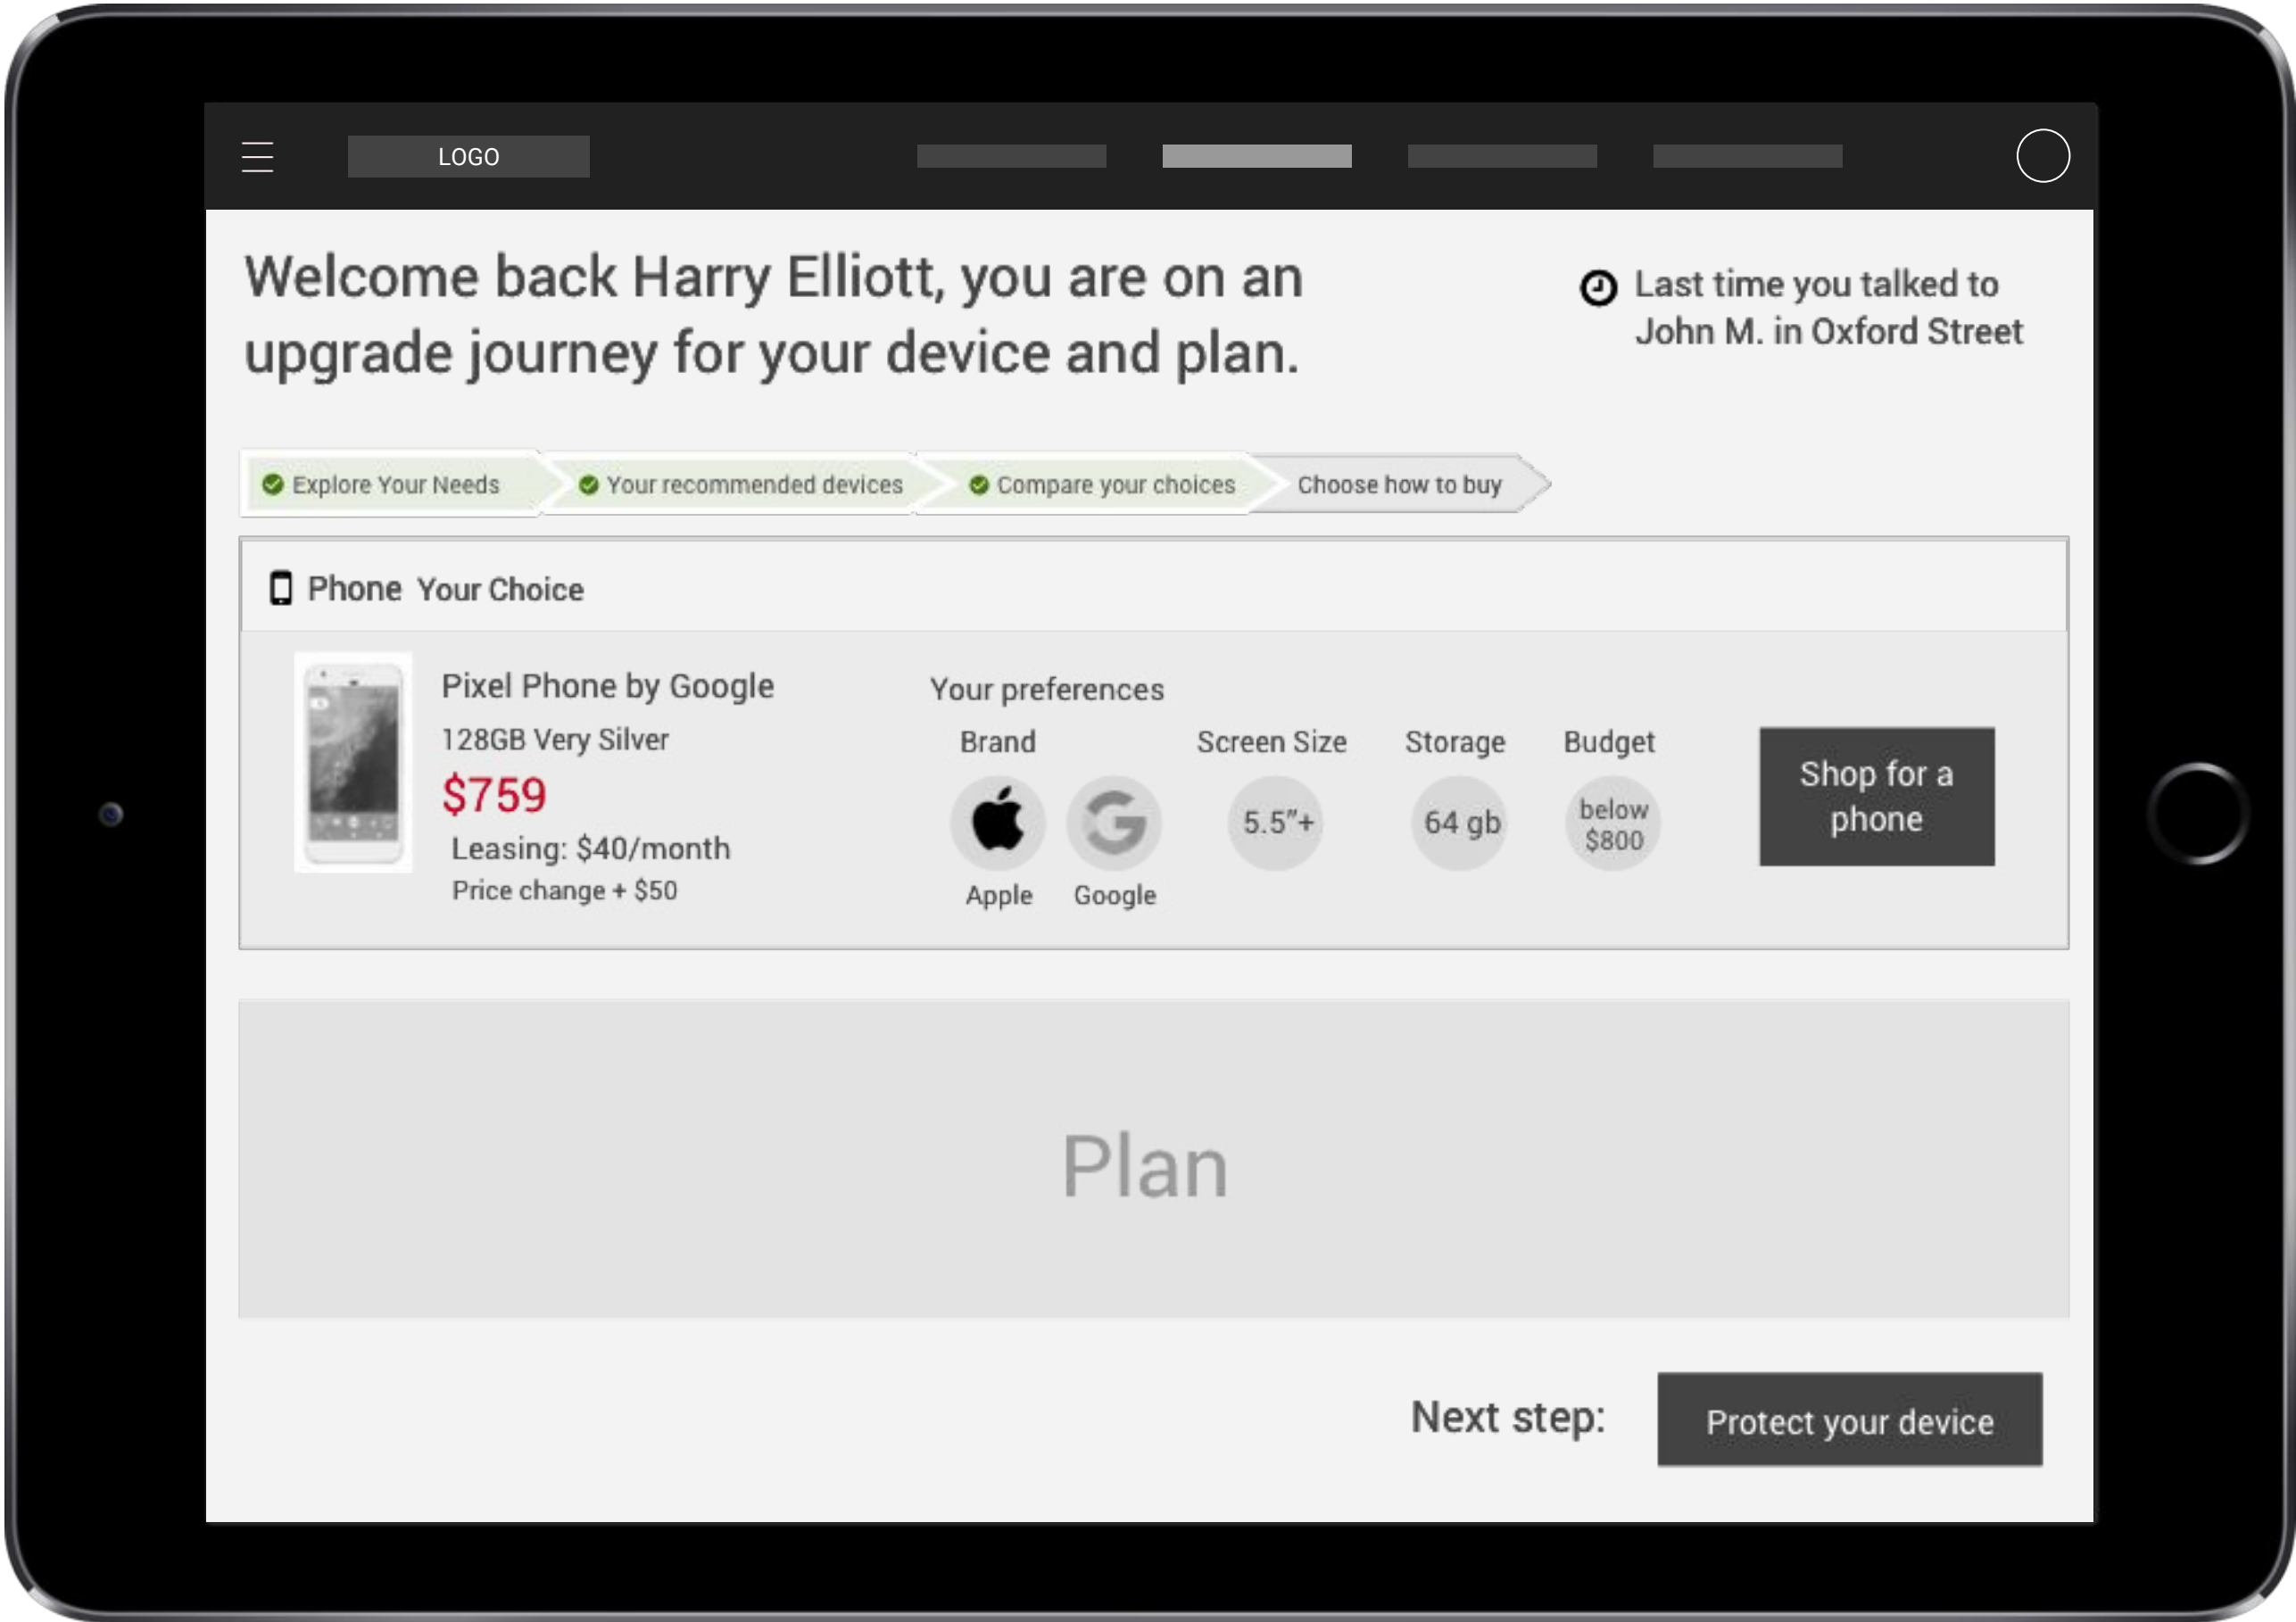 LOGO
Welcome back Harry Elliott, you are on an
upgrade journey for your device and plan.
Last time you talked to
John M. in Oxford Street
Explore Your Needs
Your recommended devices
Compare your choices
Choose how to buy
Phone Your Choice
Pixel Phone by Google
128GB Very Silver
$759
Leasing: $40/month
Price change + $50
Your preferences
Brand
Screen Size
Storage
Budget
G
5.5”+
64 gb
below
$800
Apple
Google
Shop for a
phone
Plan
Next step:
Protect your device